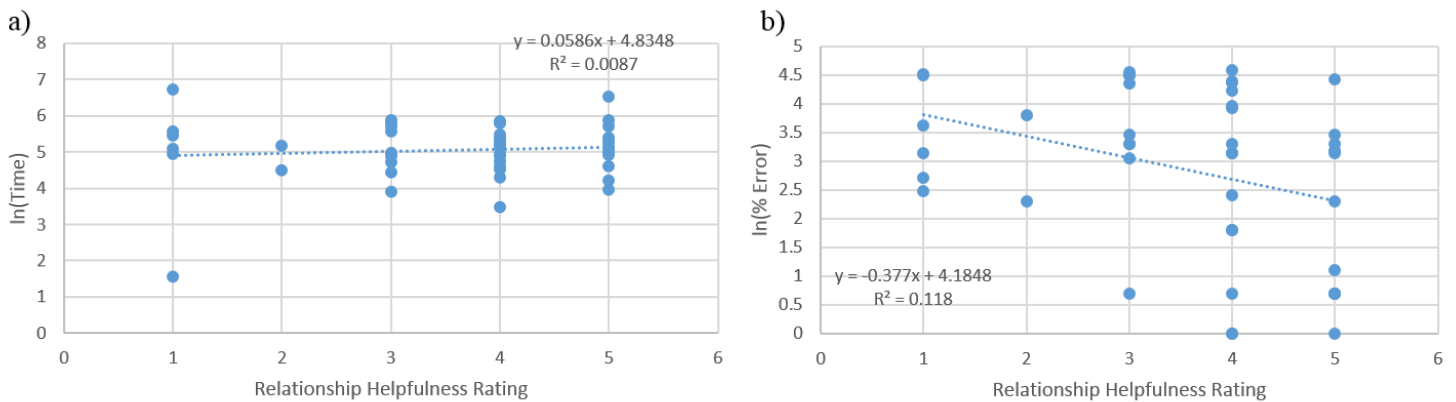 a)
y = 0.0586x + 4.8348
R² = 0.0087
8
7
6
5
4
3
2
1
0
ln(Time)
0 1 2 3 4 5 6
Relationship Helpfulness Rating
b)
5
4.5
4
3.5
3
2.5
2
1.5
1
0.5
0
ln(% Error)
y = -0.377x + 4.1848
R² = 0.118
0 1 2 3 4 5 6
Relationship Helpfulness Rating